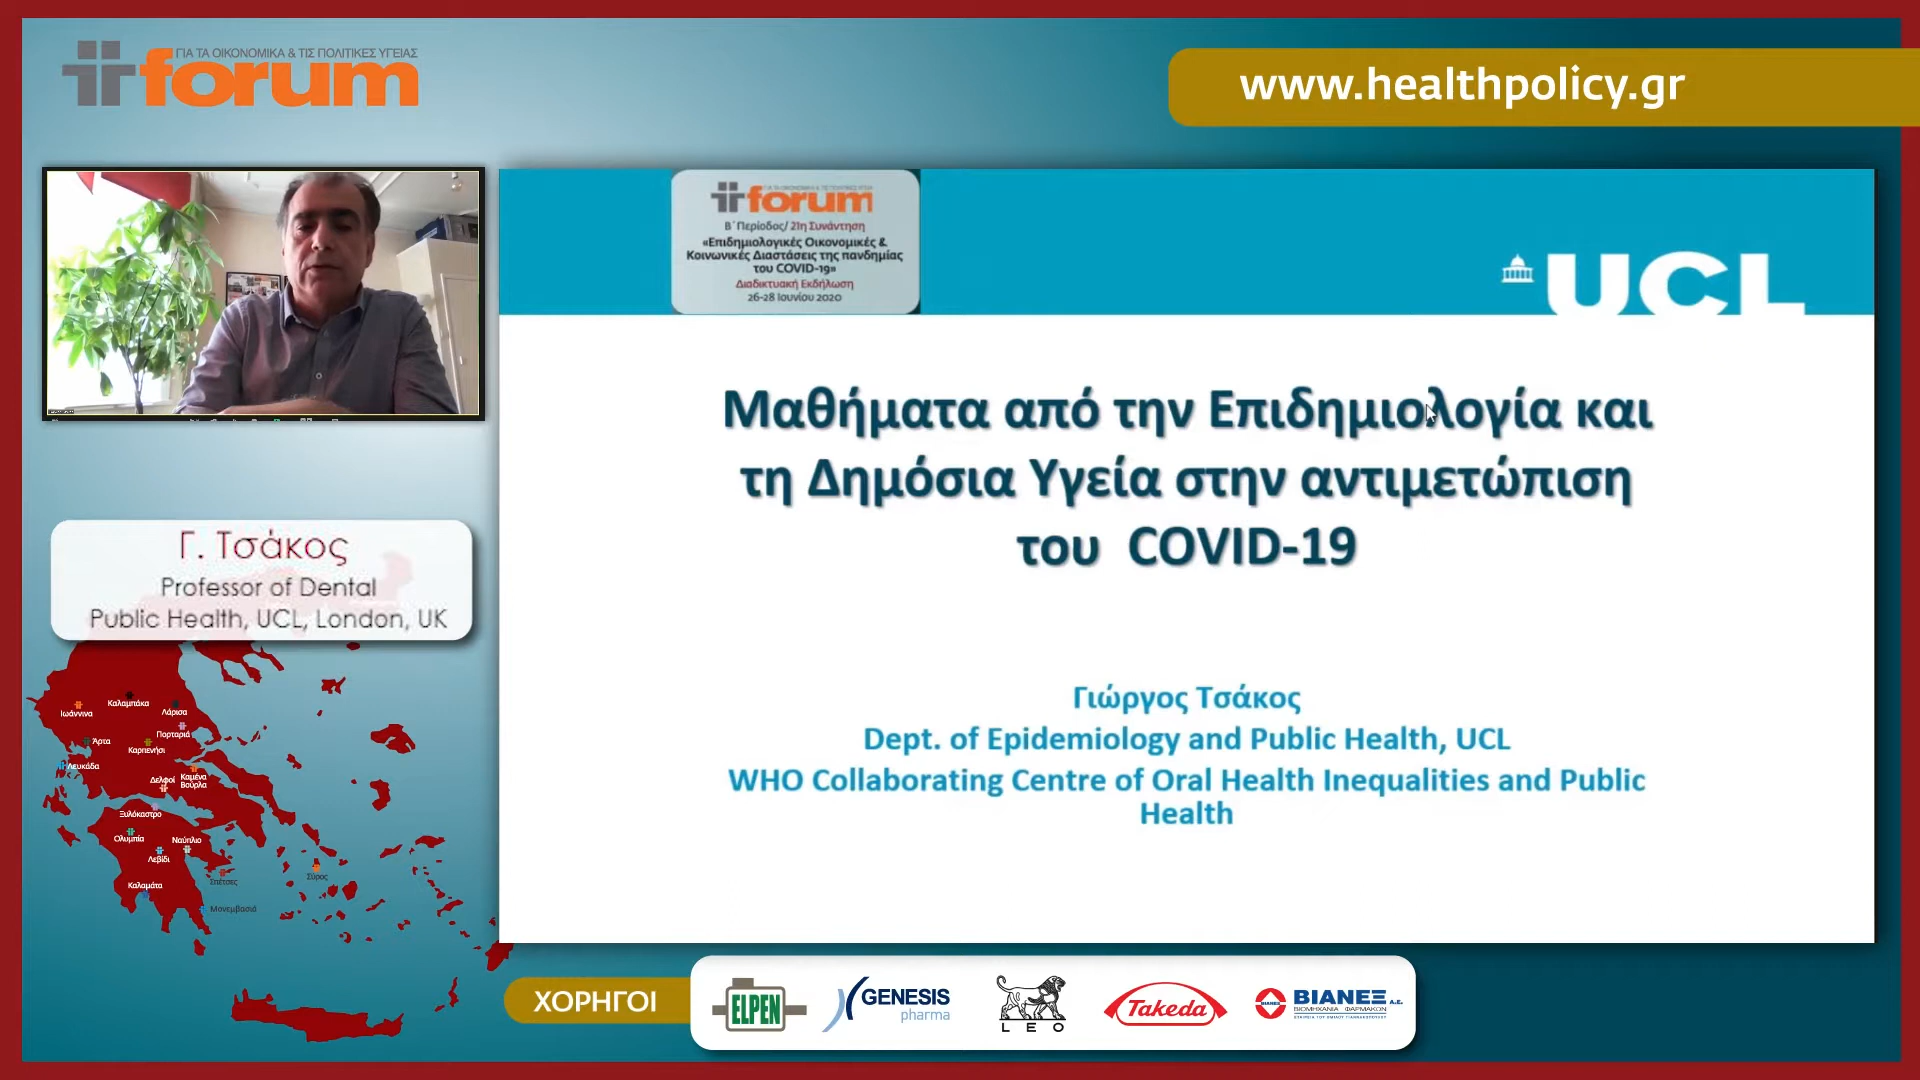 ΓΙΑ ΤΑ ΟΙΚΟΝΟΜΙΚΑ & ΤΙΣ ΠΟΛΙΤΙΚΕΣ ΥΓΕΙΑΣ
forum
www.healthpolicy.gr
forum
Β΄ Περίοδος/ 21η Συνάντηση
«Επιδημιολογικές Οικονομικές &
Κοινωνικές Διαστάσεις της πανδημίας
του COVID-19»
Διαδικτυακή Εκδήλωση
26-28 Ιουνίου 2020
UCL
Μαθήματα από την Επιδημιολογία και
τη Δημόσια Υγεία στην αντιμετώπιση
του COVID-19
Γιώργος Τσάκος
Dept. of Epidemiology and Public Health, UCL
WHO Collaborating Centre of Oral Health Inequalities and Public
Health
Γ. Τσάκος
Professor of Dental
Public Health, UCL, London, UK
Καλαμπάκα
Ιωάννινα
Λάρισα
Πορταριά
Άρτα
Καρπενήσι
Λευκάδα
Δελφοί
Καμένα
Βούρλα
Ξυλόκαστρο
Ολυμπία
Ναύπλιο
Λεβίδι
Σπέτσες
Σύρος
Καλαμάτα
Μονεμβασιά
ΧΟΡΗΓΟΙ
ELPEN
GENESIS
pharma
LEO
Takeda
ΒΙΑΝΕΞ Α.Ε.
ΒΙΟΜΗΧΑΝΙΑ ΦΑΡΜΑΚΩΝ